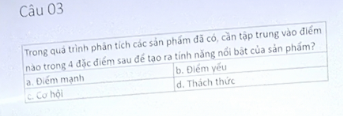 Câu 03
Trong quá trình phân tích các sản phẩm đã có, cần tập trung vào điểm
nào trong 4 đặc điểm sau để tạo ra tính năng nổi bật của sản phẩm?
a. Điểm mạnh
b. Điểm yếu
c. Cơ hội
d. Thách thức